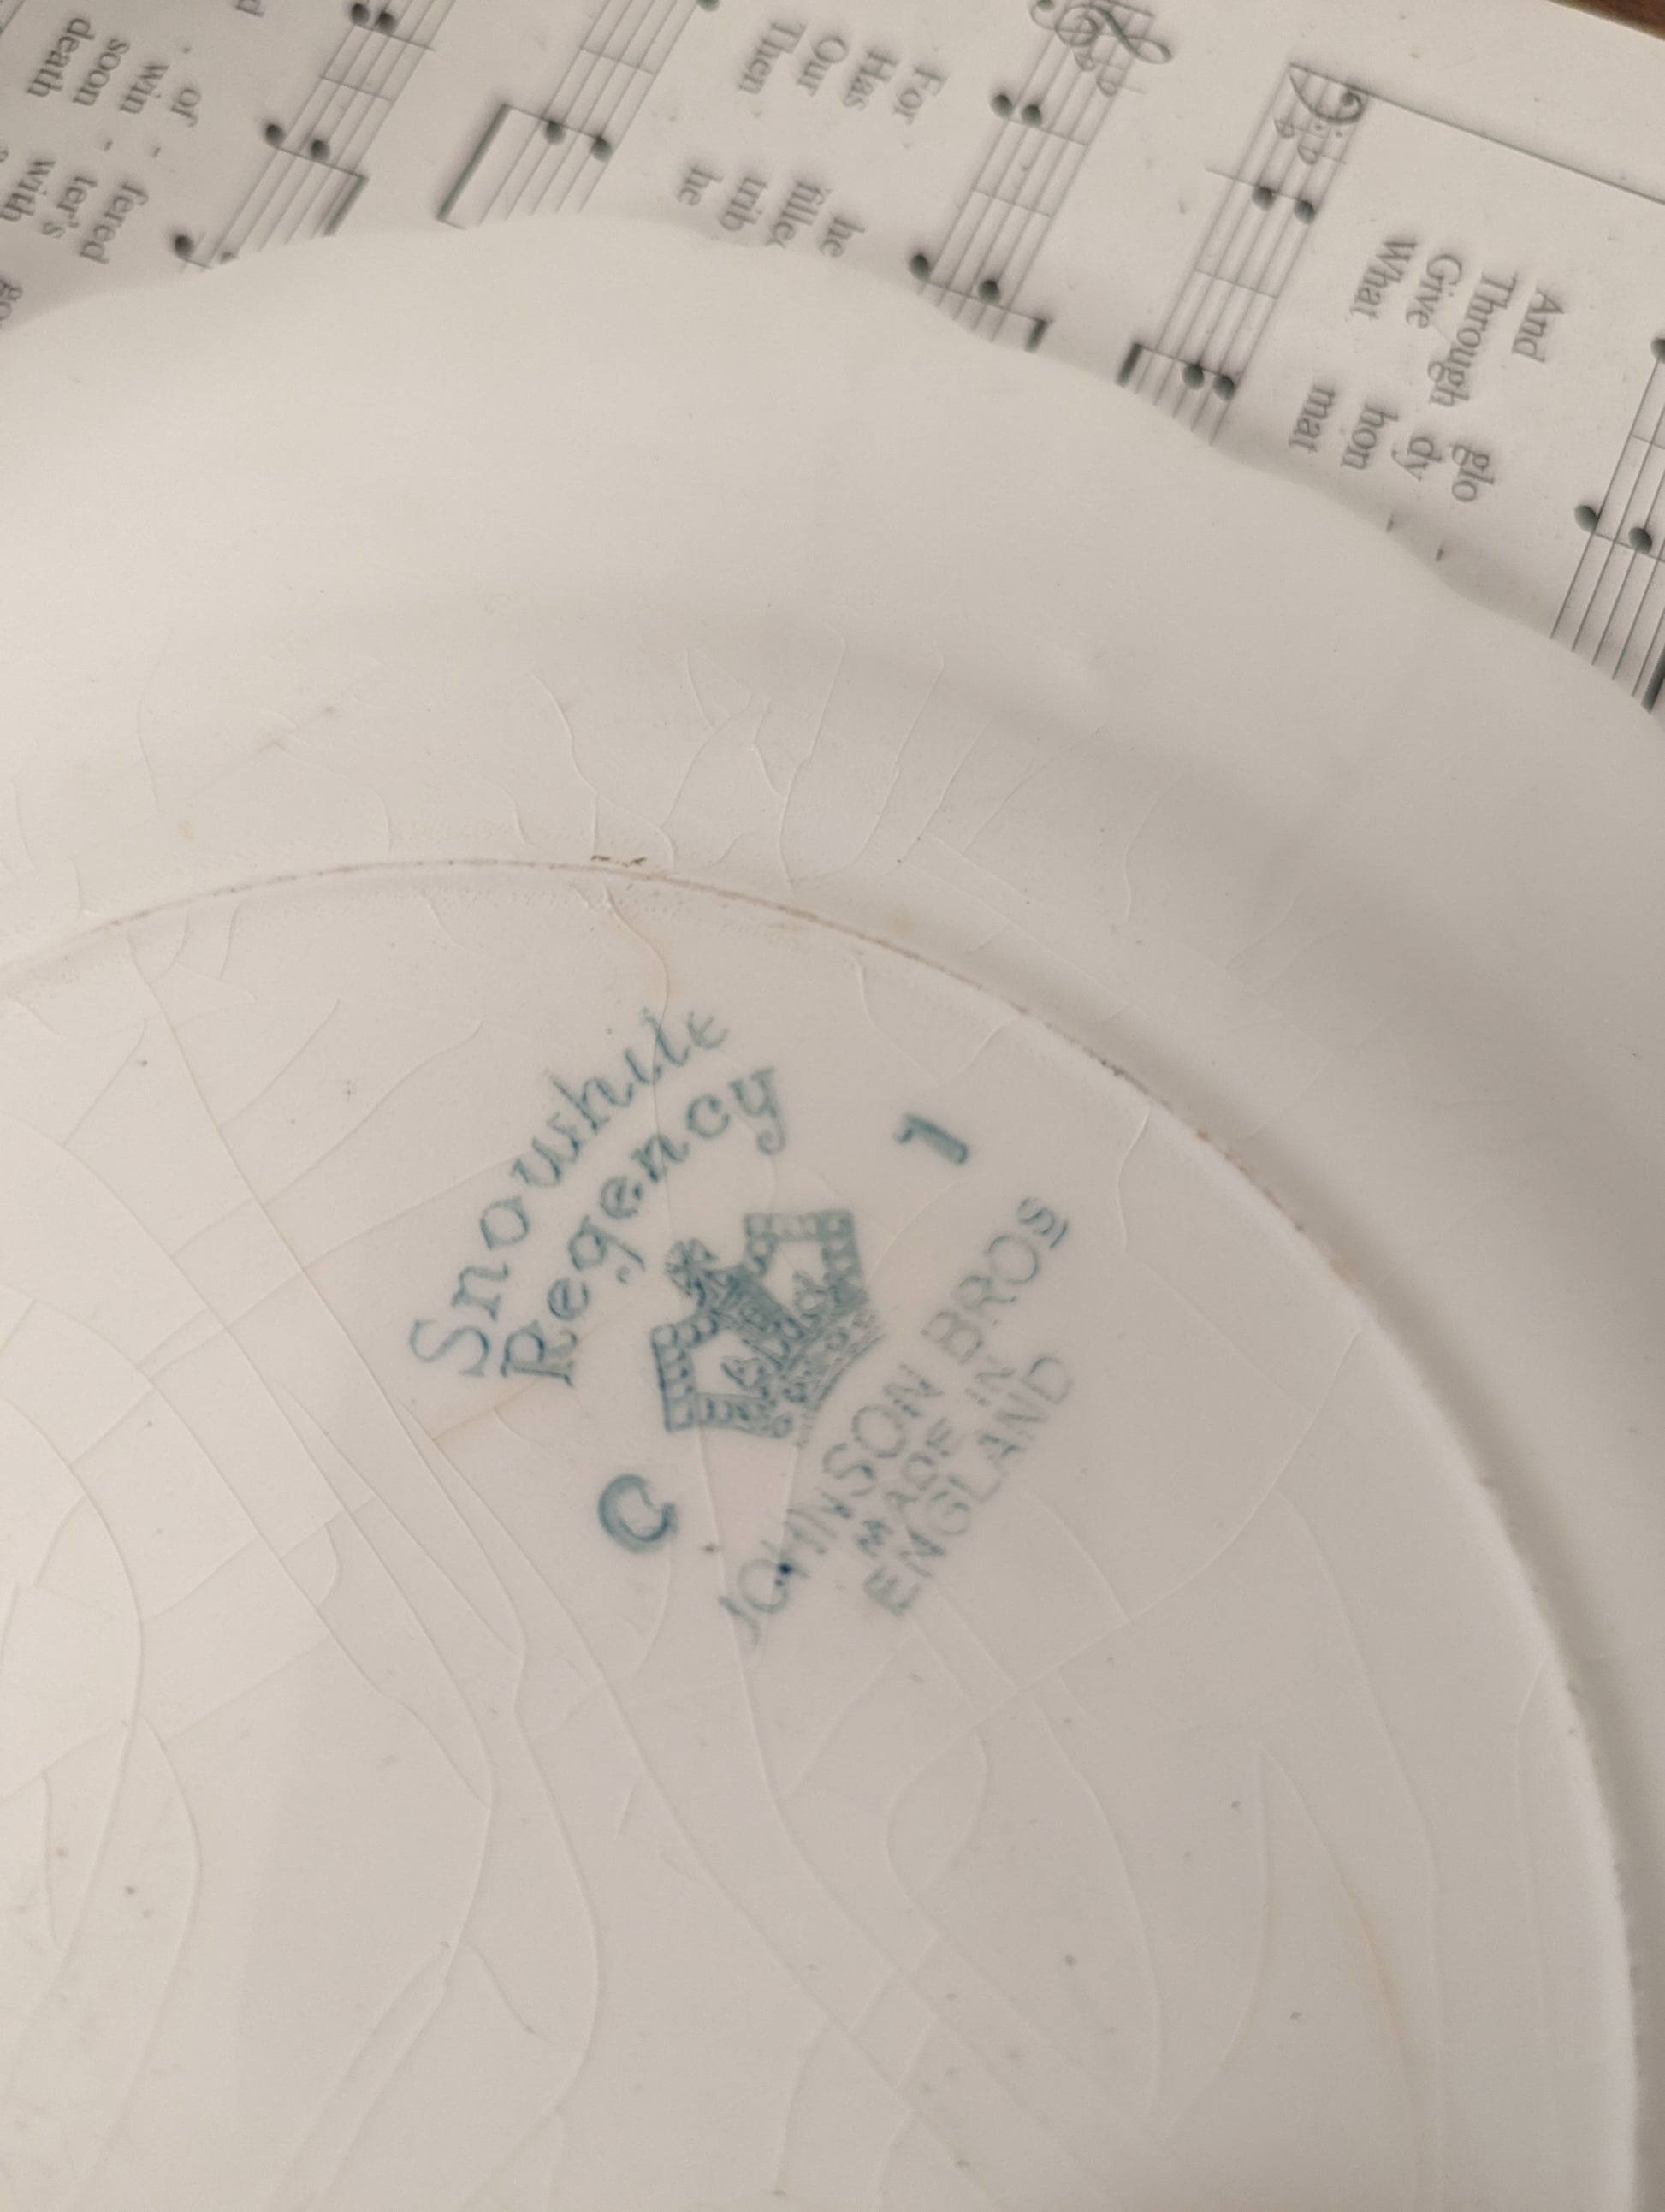 For he
Has fille
Our trib
Then he
And glo
Through dy
Give hon
What mat
or - fered
win - ter's
soon with
death
Snowhite
Regency
C 1
JOHNSON BROS
MADE IN
ENGLAND